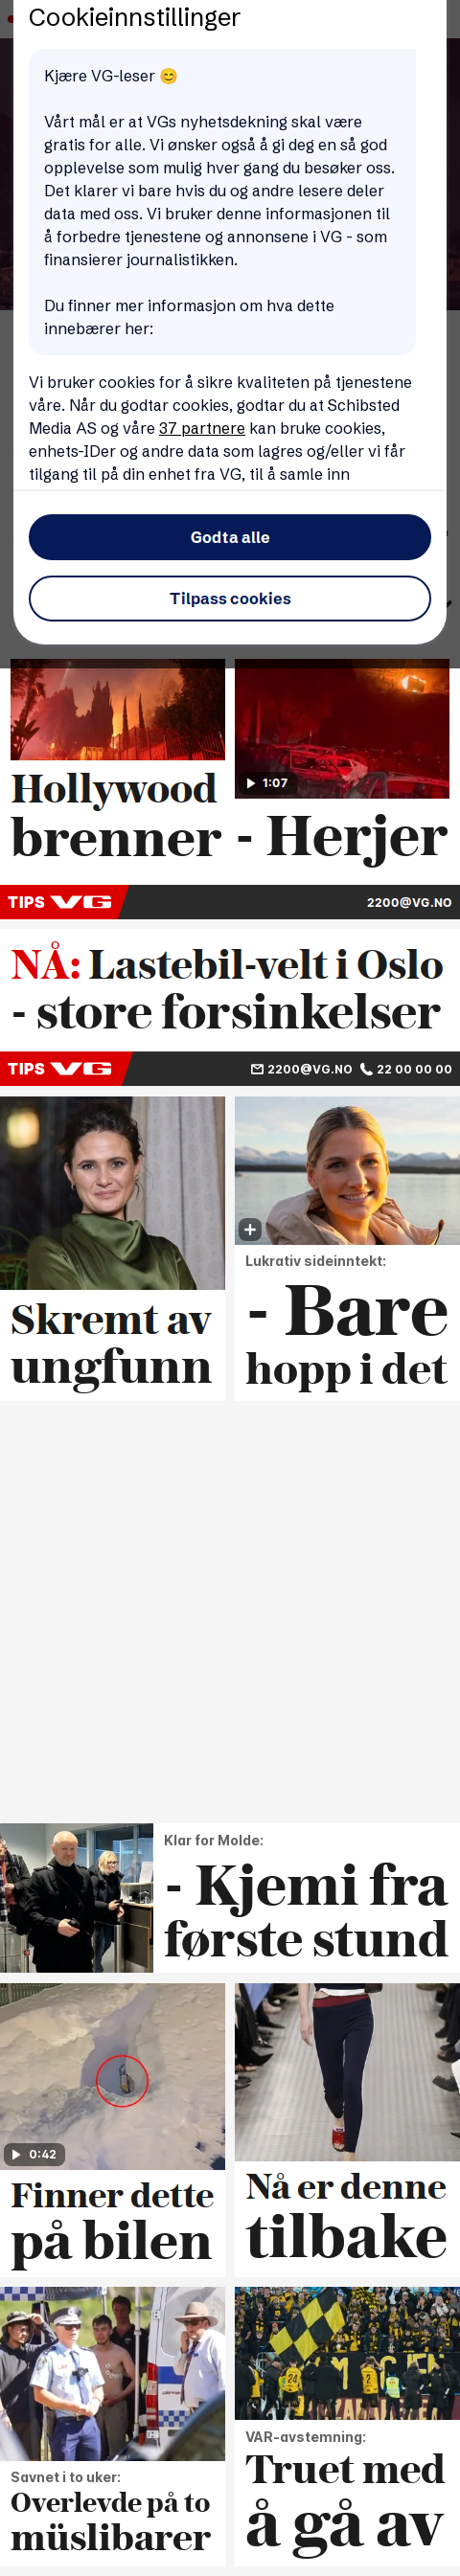 Cookieinnstillinger
Kjære VG-leser 😊
Vårt mål er at VGs nyhetsdekning skal være
gratis for alle. Vi ønsker også å gi deg en så god
opplevelse som mulig hver gang du besøker oss.
Det klarer vi bare hvis du og andre lesere deler
data med oss. Vi bruker denne informasjonen til
å forbedre tjenestene og annonsene i VG - som
finansierer journalistikken.
Du finner mer informasjon om hva dette
innebærer her:
Vi bruker cookies for å sikre kvaliteten på tjenestene
våre. Når du godtar cookies, godtar du at Schibsted
Media AS og våre 37 partnere kan bruke cookies,
enhets-IDer og andre data som lagres og/eller vi får
tilgang til på din enhet fra VG, til å samle inn
Godta alle
Tilpass cookies
Hollywood
brenner
1:07
- Herjer
TIPS VG
2200@VG.NO
NÅ: Lastebil-velt i Oslo
- store forsinkelser
TIPS VG
2200@VG.NO 22 00 00 00
Skremt av
ungfunn
Lukrativ sideinntekt:
- Bare
hopp i det
Klar for Molde:
- Kjemi fra
første stund
0:42
Finner dette
på bilen
Nå er denne
tilbake
Savnet i to uker:
Overlevde på to
müslibarer
VAR-avstemning:
Truet med
å gå av